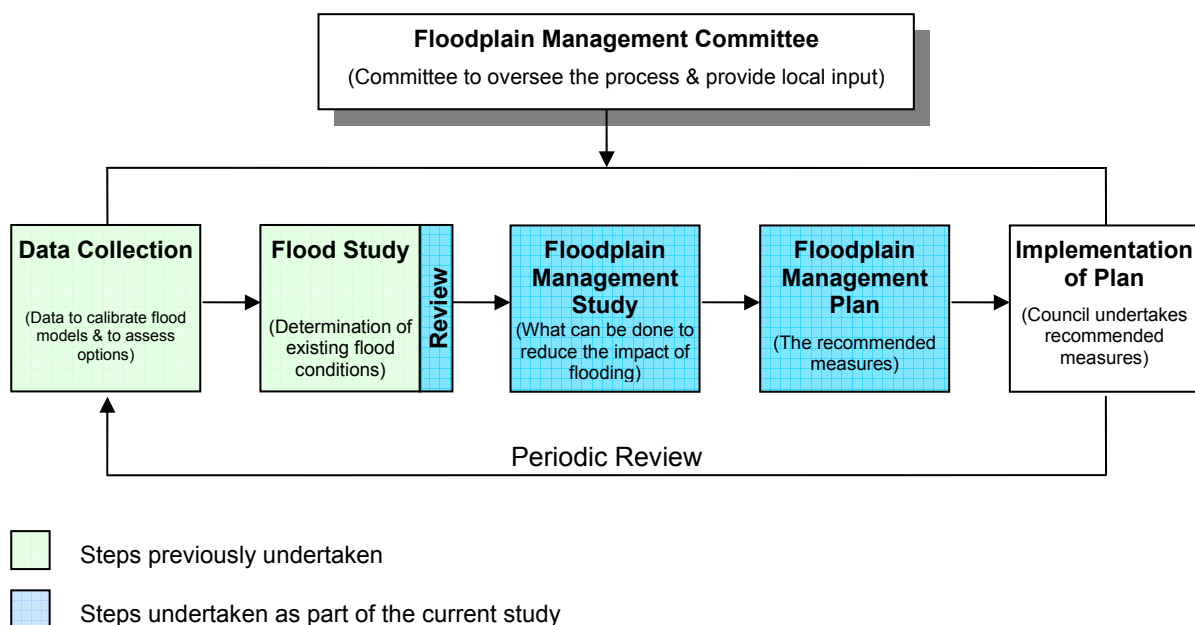 Floodplain Management Committee
(Committee to oversee the process & provide local input)
Data Collection
(Data to calibrate flood
models & to assess
options)
Flood Study
(Determination of
existing flood
conditions)
Review
Floodplain
Management
Study
(What can be done to
reduce the impact of
flooding)
Floodplain
Management
Plan
(The recommended
measures)
Implementation
of Plan
(Council undertakes
recommended
measures)
Periodic Review
Steps previously undertaken
Steps undertaken as part of the current study